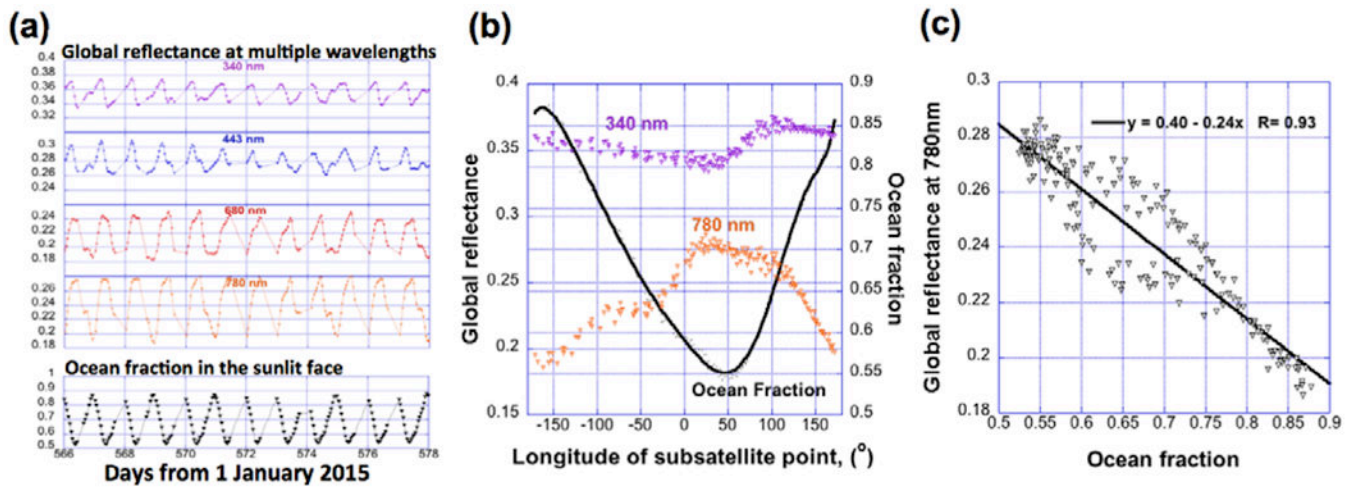 (a)
Global reflectance at multiple wavelengths
0.4
0.38
0.36
0.34
340 nm
0.3
0.28
0.26
0.24
443 nm
0.24
0.22
0.2
0.18
680 nm
0.26
0.24
0.22
0.2
0.18
780 nm
Ocean fraction in the sunlit face
1
0.9
0.8
0.7
0.6
0.5
566 568 570 572 574 576 578
Days from 1 January 2015
(b)
Global reflectance
0.4
0.35
0.3
0.25
0.2
0.15
340 nm
780 nm
Ocean Fraction
0.9
0.85
0.8
0.75
0.7
0.65
0.6
0.55
0.5
Ocean fraction
-150 -100 -50 0 50 100 150
Longitude of subsatellite point, (°)
(c)
Global reflectance at 780nm
0.3
0.28
0.26
0.24
0.22
0.2
0.18
y = 0.40 - 0.24x R= 0.93
0.5 0.55 0.6 0.65 0.7 0.75 0.8 0.85 0.9
Ocean fraction